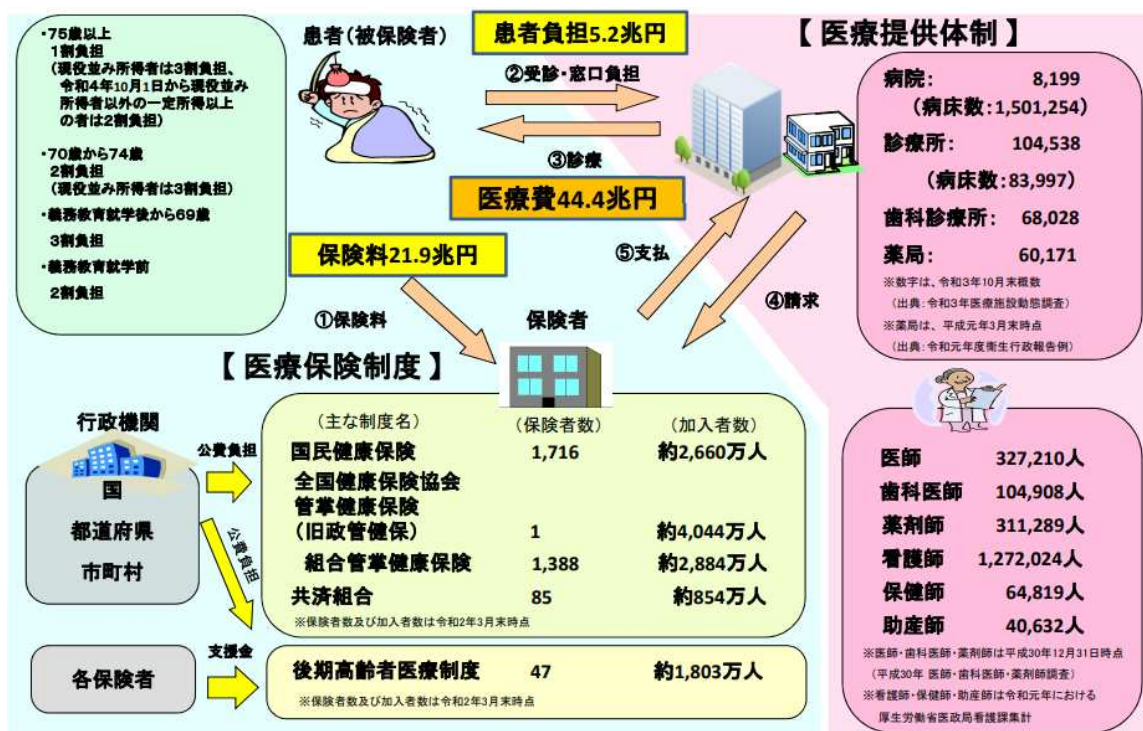 ・75歳以上
1割負担
(現役並み所得者は3割負担、
令和4年10月1日から現役並み
所得者以外の一定所得以上
の者は2割負担)
・70歳から74歳
2割負担
(現役並み所得者は3割負担)
・義務教育就学後から69歳
3割負担
・義務教育就学前
2割負担
患者(被保険者)
患者負担5.2兆円
②受診・窓口負担
③診療
医療費44.4兆円
保険料21.9兆円
①保険料
⑤支払
④請求
保険者
【医療提供体制】
病院: 8,199
(病床数:1,501,254)
診療所: 104,538
(病床数:83,997)
歯科診療所: 68,028
薬局: 60,171
※数字は、令和3年10月末概数
(出典:令和3年医療施設動態調査)
※薬局は、平成元年3月末時点
(出典:令和元年度衛生行政報告例)
【医療保険制度】
行政機関
国
都道府県
市町村
公費負担
公費負担
(主な制度名) (保険者数) (加入者数)
国民健康保険 1,716 約2,660万人
全国健康保険協会
管掌健康保険
(旧政管健保) 1 約4,044万人
組合管掌健康保険 1,388 約2,884万人
共済組合 85 約854万人
※保険者数及び加入者数は令和2年3月末時点
各保険者
支援金
後期高齢者医療制度 47 約1,803万人
※保険者数及び加入者数は令和2年3月末時点
医師 327,210人
歯科医師 104,908人
薬剤師 311,289人
看護師 1,272,024人
保健師 64,819人
助産師 40,632人
※医師・歯科医師・薬剤師は平成30年12月31日時点
(平成30年 医師・歯科医師・薬剤師調査)
※看護師・保健師・助産師は令和元年における
厚生労働省医政局看護課集計